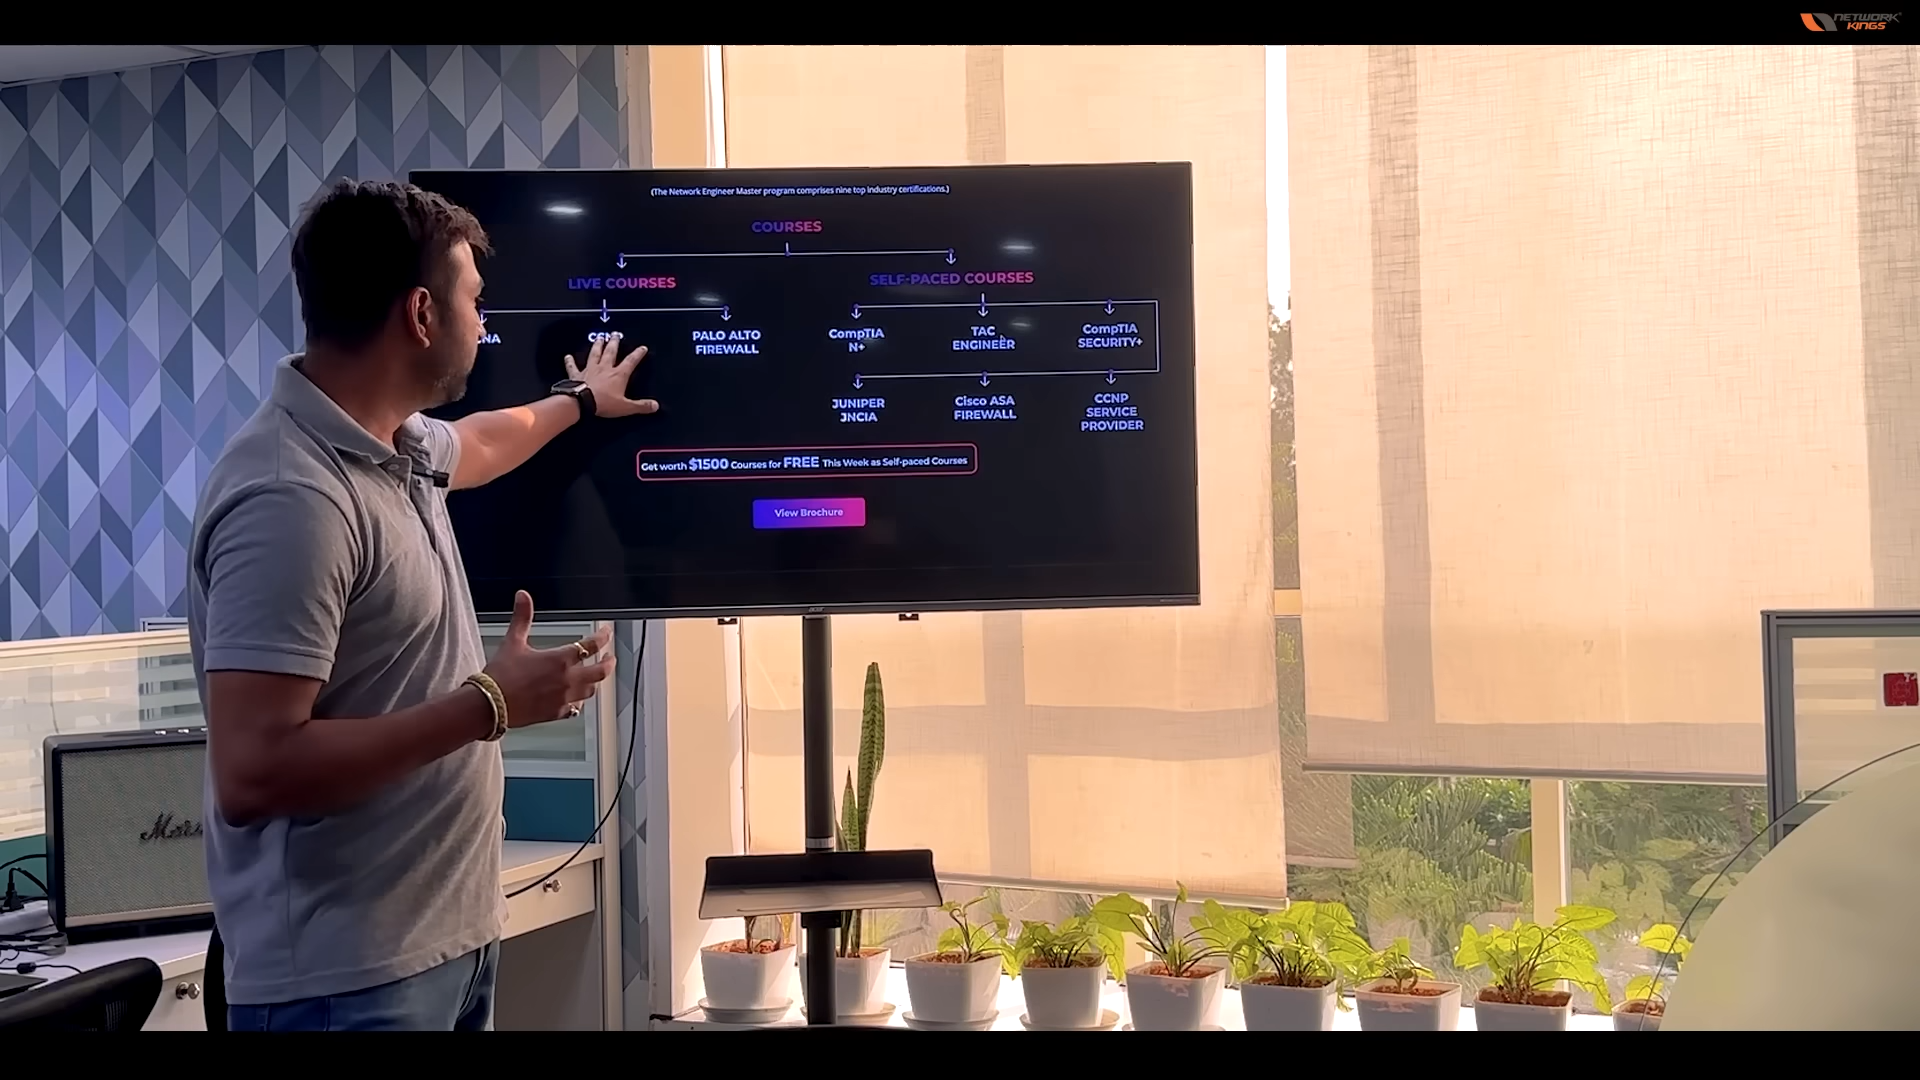 NETWORK
KINGS
(The Network Engineer Master program comprises nine top industry certifications.)
COURSES
LIVE COURSES
SELF-PACED COURSES
CCNP
PALO ALTO
FIREWALL
CompTIA
N+
TAC
ENGINEER
CompTIA
SECURITY+
JUNIPER
JNCIA
Cisco ASA
FIREWALL
CCNP
SERVICE
PROVIDER
Get worth $1500 Courses for FREE This Week as Self-paced Courses
View Brochure
acer